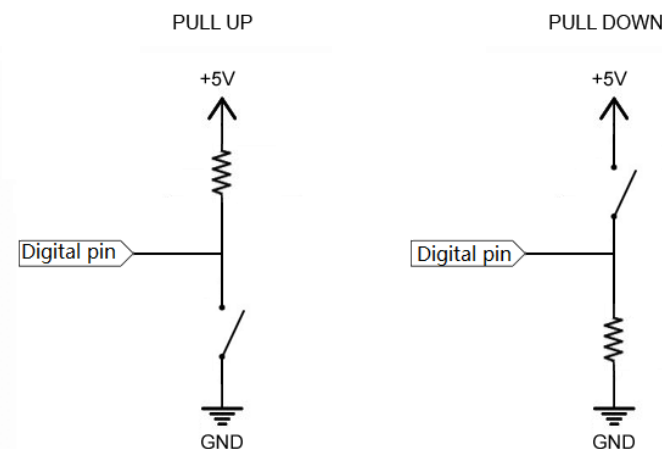 PULL UP
PULL DOWN
+5V
+5V
Digital pin
Digital pin
GND
GND